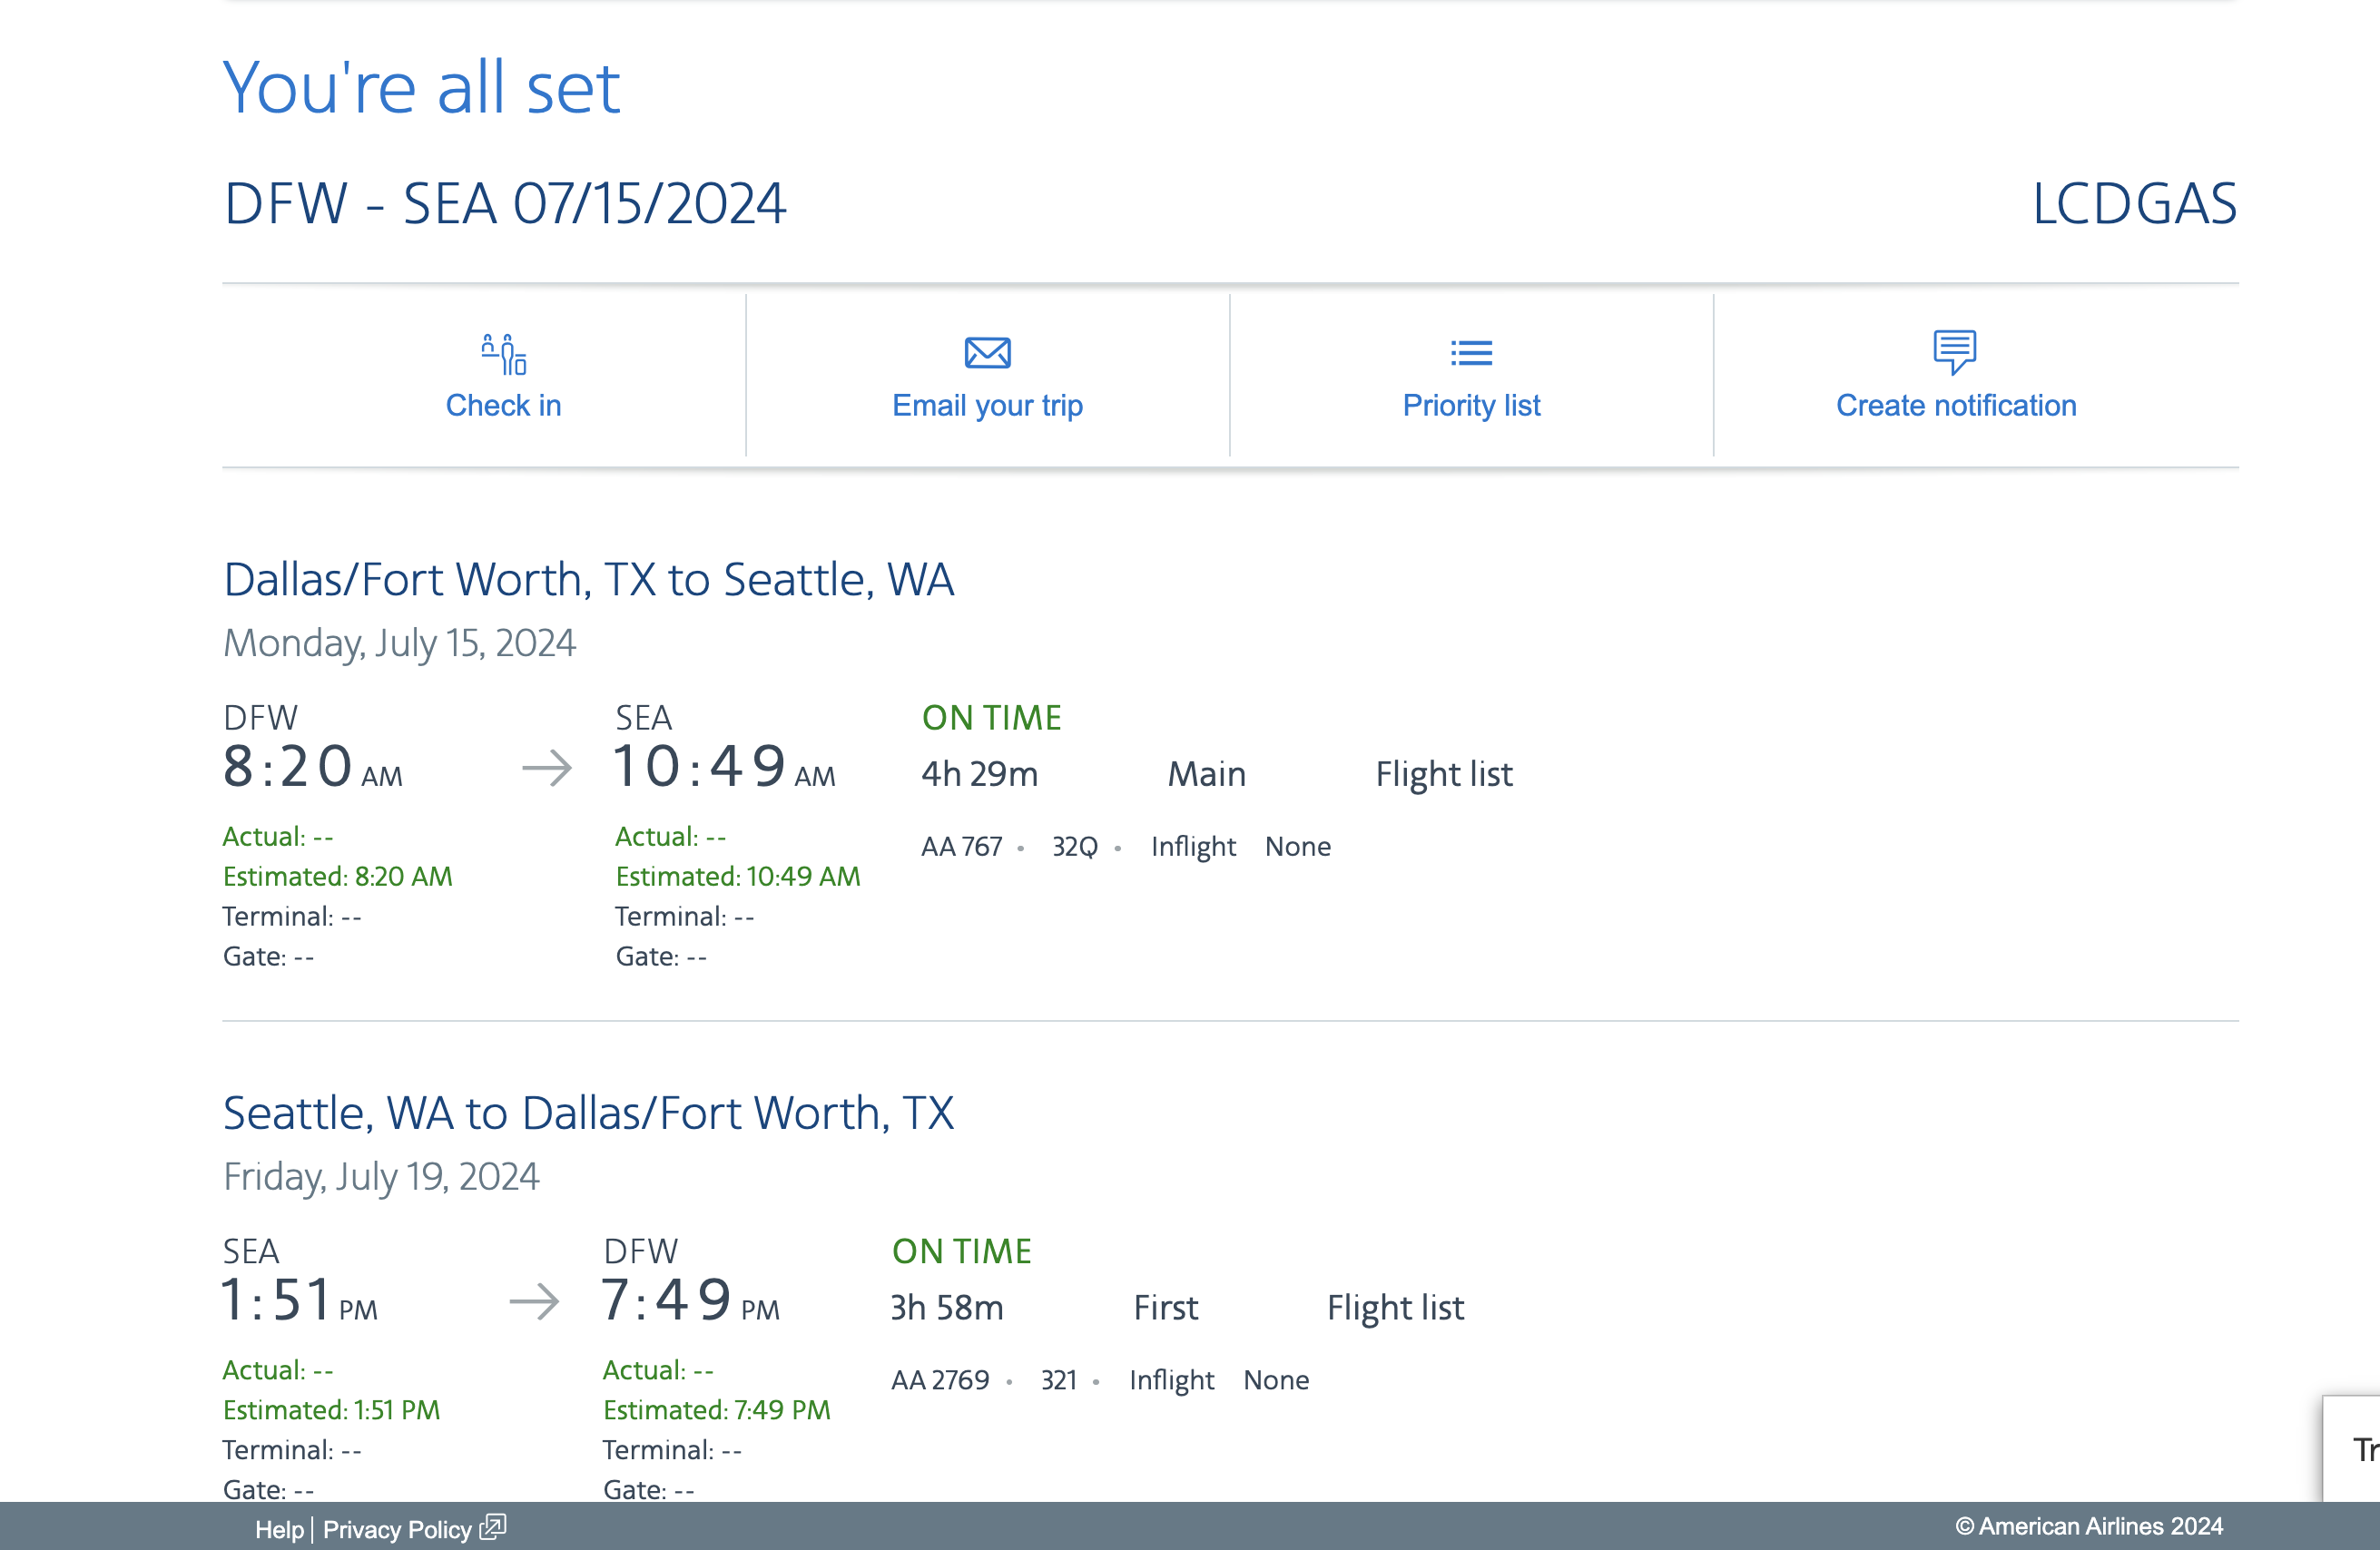 You're all set
DFW - SEA 07/15/2024 LCDGAS
Check in Email your trip Priority list Create notification
Dallas/Fort Worth, TX to Seattle, WA
Monday, July 15, 2024
DFW SEA ON TIME
8:20 AM → 10:49 AM 4h 29m Main Flight list
Actual: -- Actual: -- AA 767 • 32Q • Inflight None
Estimated: 8:20 AM Estimated: 10:49 AM
Terminal: -- Terminal: --
Gate: -- Gate: --
Seattle, WA to Dallas/Fort Worth, TX
Friday, July 19, 2024
SEA DFW ON TIME
1:51 PM → 7:49 PM 3h 58m First Flight list
Actual: -- Actual: -- AA 2769 • 321 • Inflight None
Estimated: 1:51 PM Estimated: 7:49 PM
Terminal: -- Terminal: --
Gate: -- Gate: --
Help | Privacy Policy © American Airlines 2024